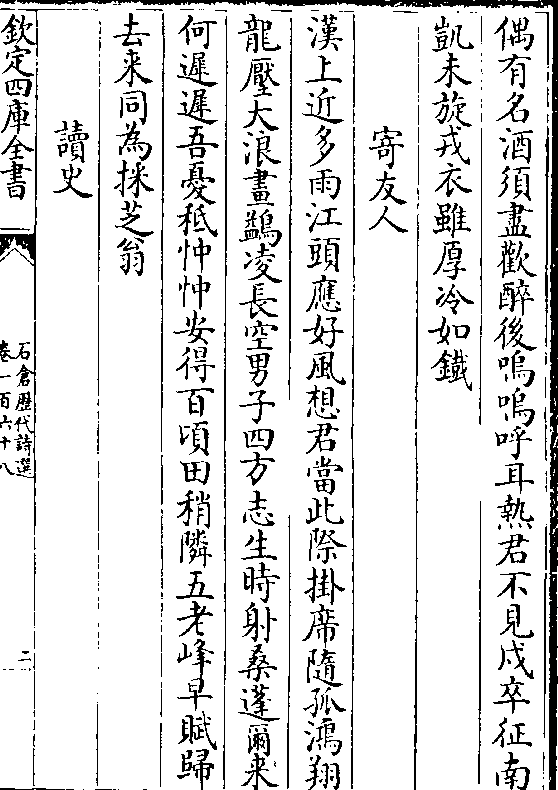 偶有名酒須盡歡醉後嗚嗚呼耳熱君不見戍卒征南
凱未旋戎衣雖厚冷如鐵
寄友人
漢上近多雨江頭應好風想君當此際掛席隨孤鴻翔
龍壓大浪畫鷁凌長空男子四方志生時射桑蓬爾来
何遲遲吾憂秪忡忡安得百頃田稍隣五老峰早賦歸
去来同為採芝翁
讀史
欽定四庫全書
石倉歷代詩選
卷一百六十八
二